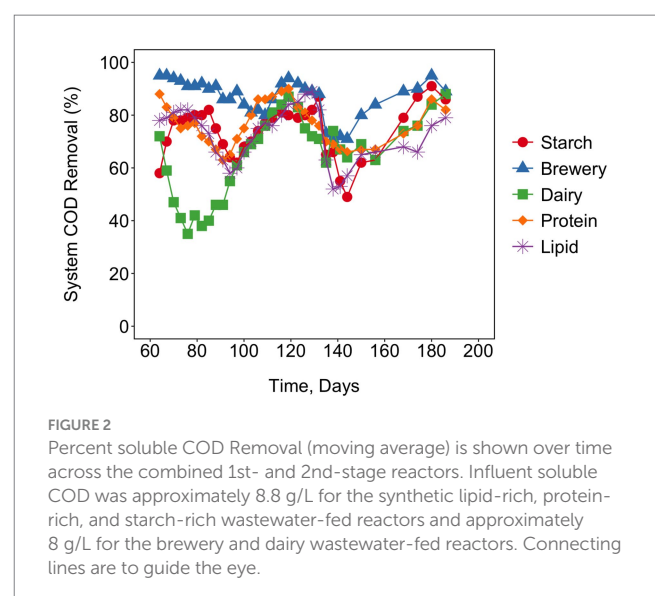 100
80
60
40
20
0
System COD Removal (%)
60 80 100 120 140 160 180 200
Time, Days
Starch
Brewery
Dairy
Protein
Lipid
FIGURE 2
Percent soluble COD Removal (moving average) is shown over time
across the combined 1st- and 2nd-stage reactors. Influent soluble
COD was approximately 8.8 g/L for the synthetic lipid-rich, protein-
rich, and starch-rich wastewater-fed reactors and approximately
8 g/L for the brewery and dairy wastewater-fed reactors. Connecting
lines are to guide the eye.